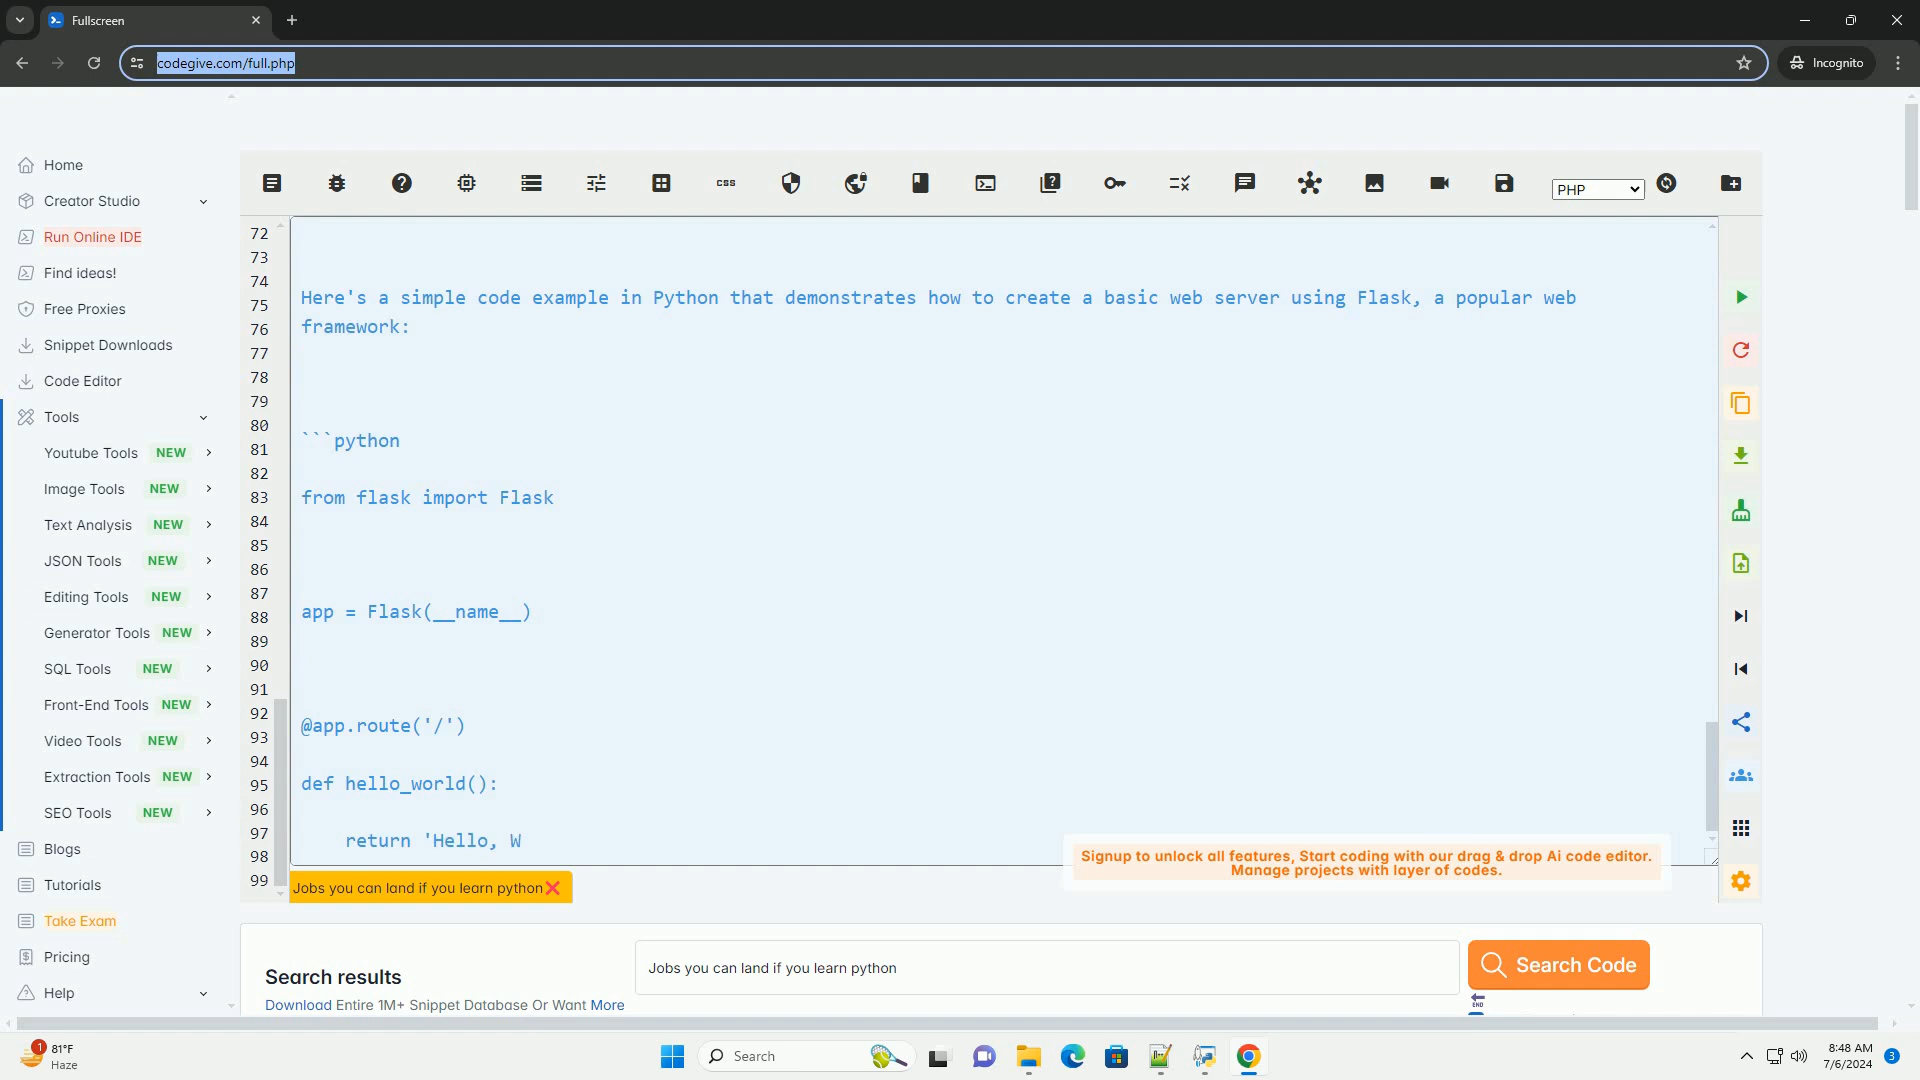 Fullscreen
codegive.com/full.php
Incognito
Home
Creator Studio
Run Online IDE
Find ideas!
Free Proxies
Snippet Downloads
Code Editor
Tools
Youtube Tools NEW
Image Tools NEW
Text Analysis NEW
JSON Tools NEW
Editing Tools NEW
Generator Tools NEW
SQL Tools NEW
Front-End Tools NEW
Video Tools NEW
Extraction Tools NEW
SEO Tools NEW
Blogs
Tutorials
Take Exam
Pricing
Help
css
PHP
72
73
74
75
76
77
78
79
80
81
82
83
84
85
86
87
88
89
90
91
92
93
94
95
96
97
98
99
Here's a simple code example in Python that demonstrates how to create a basic web server using Flask, a popular web
framework:
```python
from flask import Flask
app = Flask(__name__)
@app.route('/')
def hello_world():
    return 'Hello, W
Signup to unlock all features, Start coding with our drag & drop Ai code editor.
Manage projects with layer of codes.
Jobs you can land if you learn python
Search results
Download Entire 1M+ Snippet Database Or Want More
Jobs you can land if you learn python
Search Code
END
1
81°F
Haze
Search
8:48 AM
7/6/2024
3